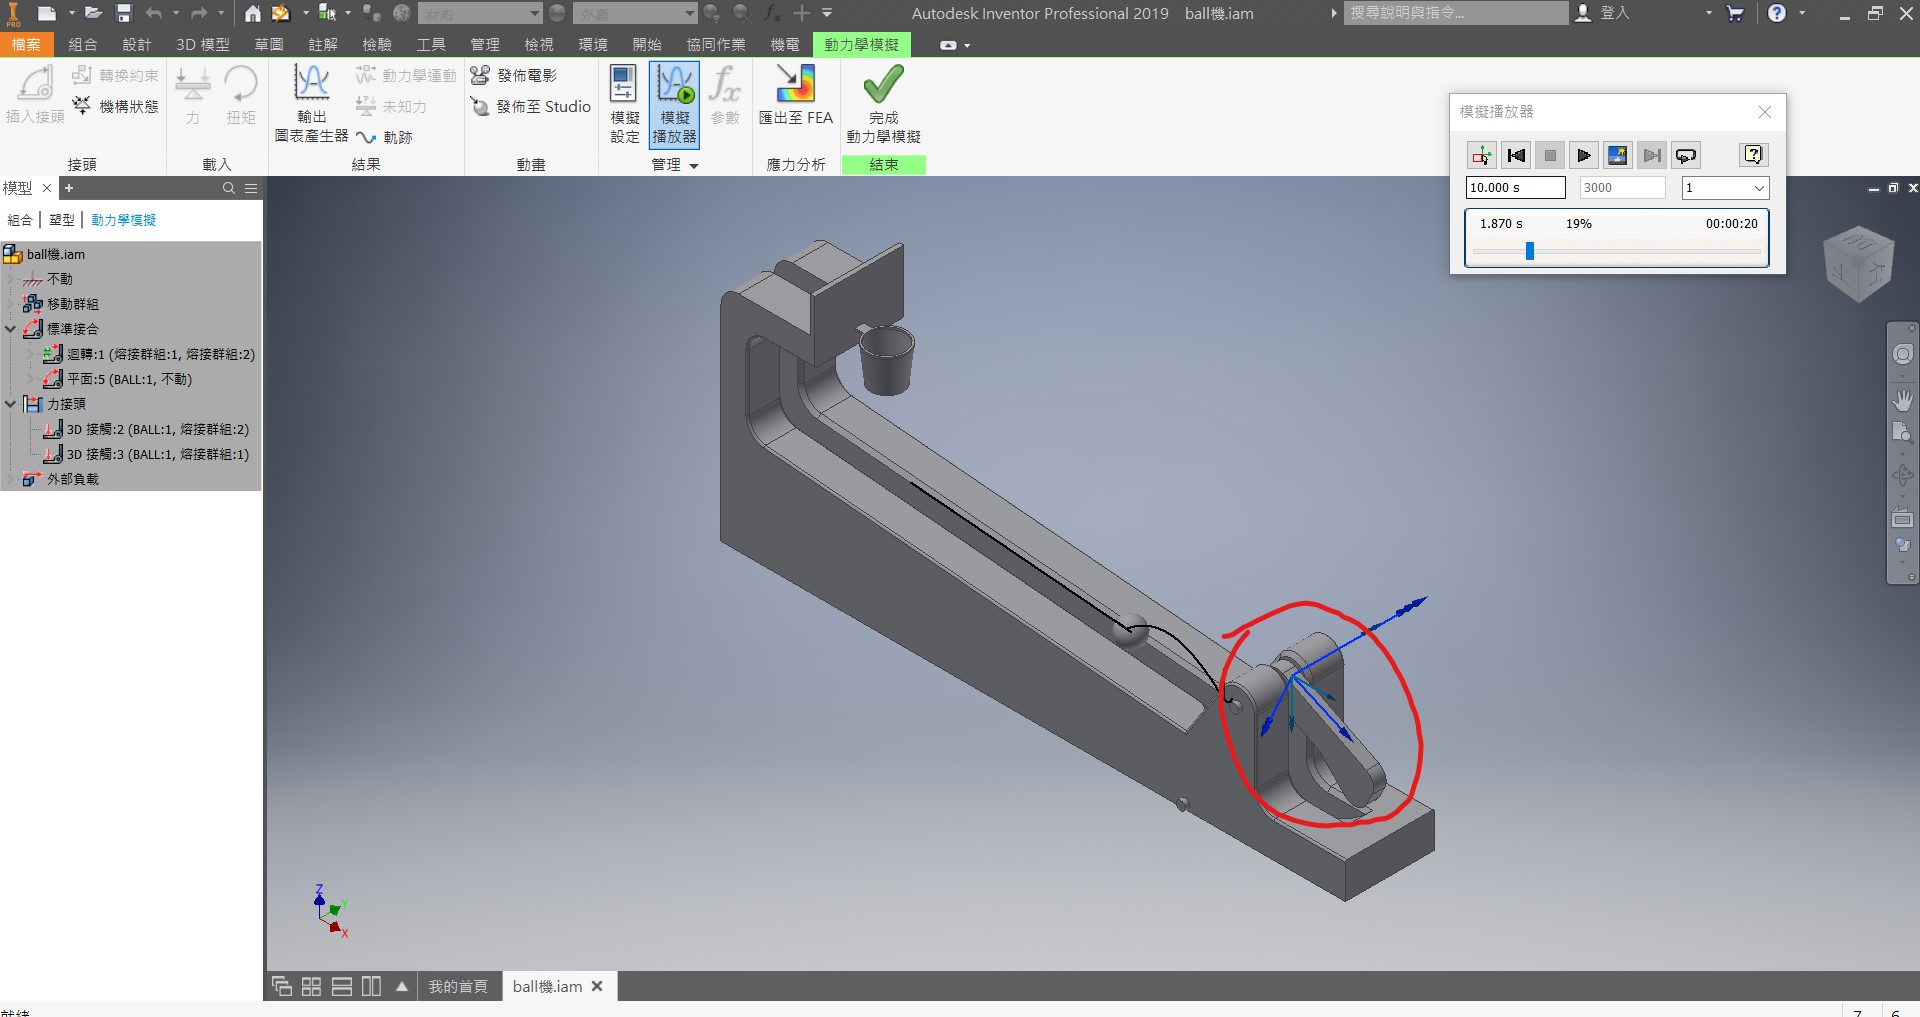 PRO
材料
外觀
Autodesk Inventor Professional 2019
ball機.iam
搜尋說明與指令...
登入
檔案
組合
設計
3D 模型
草圖
註解
檢驗
工具
管理
檢視
環境
開始
協同作業
機電
動力學模擬
插入接頭
轉換約束
機構狀態
接頭
力
扭矩
載入
輸出
圖表產生器
動力學運動
未知力
軌跡
結果
發佈電影
發佈至 Studio
動畫
模擬
設定
模擬
播放器
參數
管理
匯出至 FEA
應力分析
完成
動力學模擬
結束
模擬播放器
10.000 s
3000
1
1.870 s
19%
00:00:20
模型
組合
塑型
動力學模擬
ball機.iam
不動
移動群組
標準接合
迴轉:1 (熔接群組:1, 熔接群組:2)
平面:5 (BALL:1, 不動)
力接頭
3D 接觸:2 (BALL:1, 熔接群組:2)
3D 接觸:3 (BALL:1, 熔接群組:1)
外部負載
Z
Y
X
我的首頁
ball機.iam
就緒
7
6